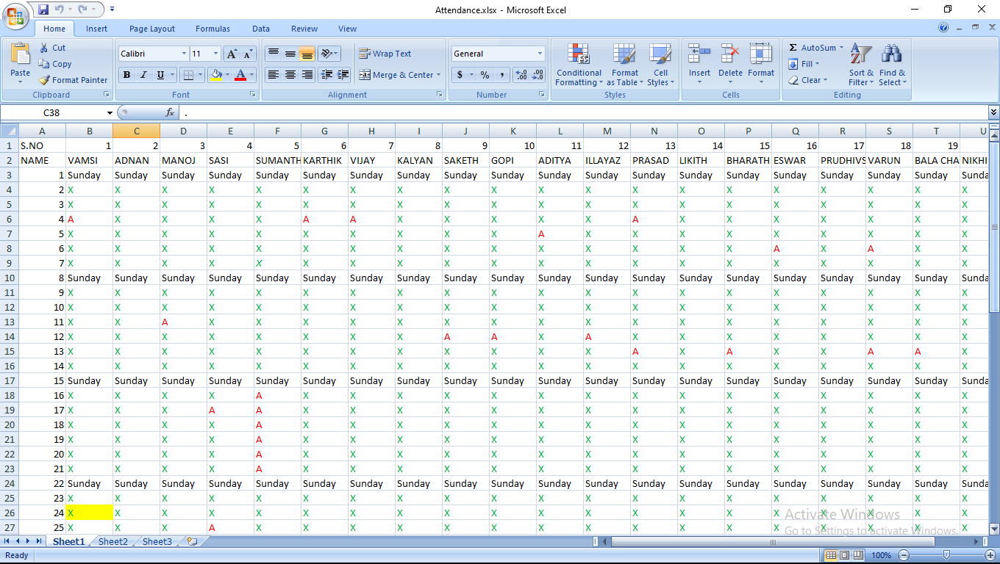 Attendance.xlsx - Microsoft Excel
Home Insert Page Layout Formulas Data Review View
Cut Calibri 11 A A Wrap Text General AutoSum
Copy Fill
Paste Format Painter B I U A Merge & Center $ % , Conditional Formatting Format as Table Cell Styles Insert Delete Format Clear Sort & Filter Find & Select
Clipboard Font Alignment Number Styles Cells Editing
C38 fx .
A B C D E F G H I J K L M N O P Q R S T U
1 S.NO 1 2 3 4 5 6 7 8 9 10 11 12 13 14 15 16 17 18 19
2 NAME VAMSI ADNAN MANOJ SASI SUMANTH KARTHIK VIJAY KALYAN SAKETH GOPI ADITYA ILLAYAZ PRASAD LIKITH BHARATH ESWAR PRUDHIVS VARUN BALA CHA NIKHI
3 1 Sunday Sunday Sunday Sunday Sunday Sunday Sunday Sunday Sunday Sunday Sunday Sunday Sunday Sunday Sunday Sunday Sunday Sunday Sunday Sunda
4 2 X X X X X X X X X X X X X X X X X X X X
5 3 X X X X X X X X X X X X X X X X X X X X
6 4 A X X X X A A X X X X X A X X X X X X X
7 5 X X X X X X X X X X A X X X X X X X X X
8 6 X X X X X X X X X X X X X X X A X A X X
9 7 X X X X X X X X X X X X X X X X X X X X
10 8 Sunday Sunday Sunday Sunday Sunday Sunday Sunday Sunday Sunday Sunday Sunday Sunday Sunday Sunday Sunday Sunday Sunday Sunday Sunday Sunda
11 9 X X X X X X X X X X X X X X X X X X X X
12 10 X X X X X X X X X X X X X X X X X X X X
13 11 X X A X X X X X X X X X X X X X X X X X
14 12 X X X X X X X X A A X A X X X X X X X X
15 13 X X X X X X X X X X X X A X A X X A A X
16 14 X X X X X X X X X X X X X X X X X X X X
17 15 Sunday Sunday Sunday Sunday Sunday Sunday Sunday Sunday Sunday Sunday Sunday Sunday Sunday Sunday Sunday Sunday Sunday Sunday Sunday Sunda
18 16 X X X X A X X X X X X X X X X X X X X X
19 17 X X X A A X X X X X X X X X X X X X X X
20 18 X X X X A X X X X X X X X X X X X X X X
21 19 X X X X A X X X X X X X X X X X X X X X
22 20 X X X X A X X X X X X X X X X X X X X X
23 21 X X X X A X X X X X X X X X X X X X X X
24 22 Sunday Sunday Sunday Sunday Sunday Sunday Sunday Sunday Sunday Sunday Sunday Sunday Sunday Sunday Sunday Sunday Sunday Sunday Sunday Sunda
25 23 X X X X X X X X X X X X X X X X X X X X
26 24 X X X X X X X X X X X X X X X X X X X X
Activate Windows
27 25 X X X A X X X X X X X X X X X X X X X X
Go to Settings to activate Windows.
Sheet1 Sheet2 Sheet3
Ready 100%